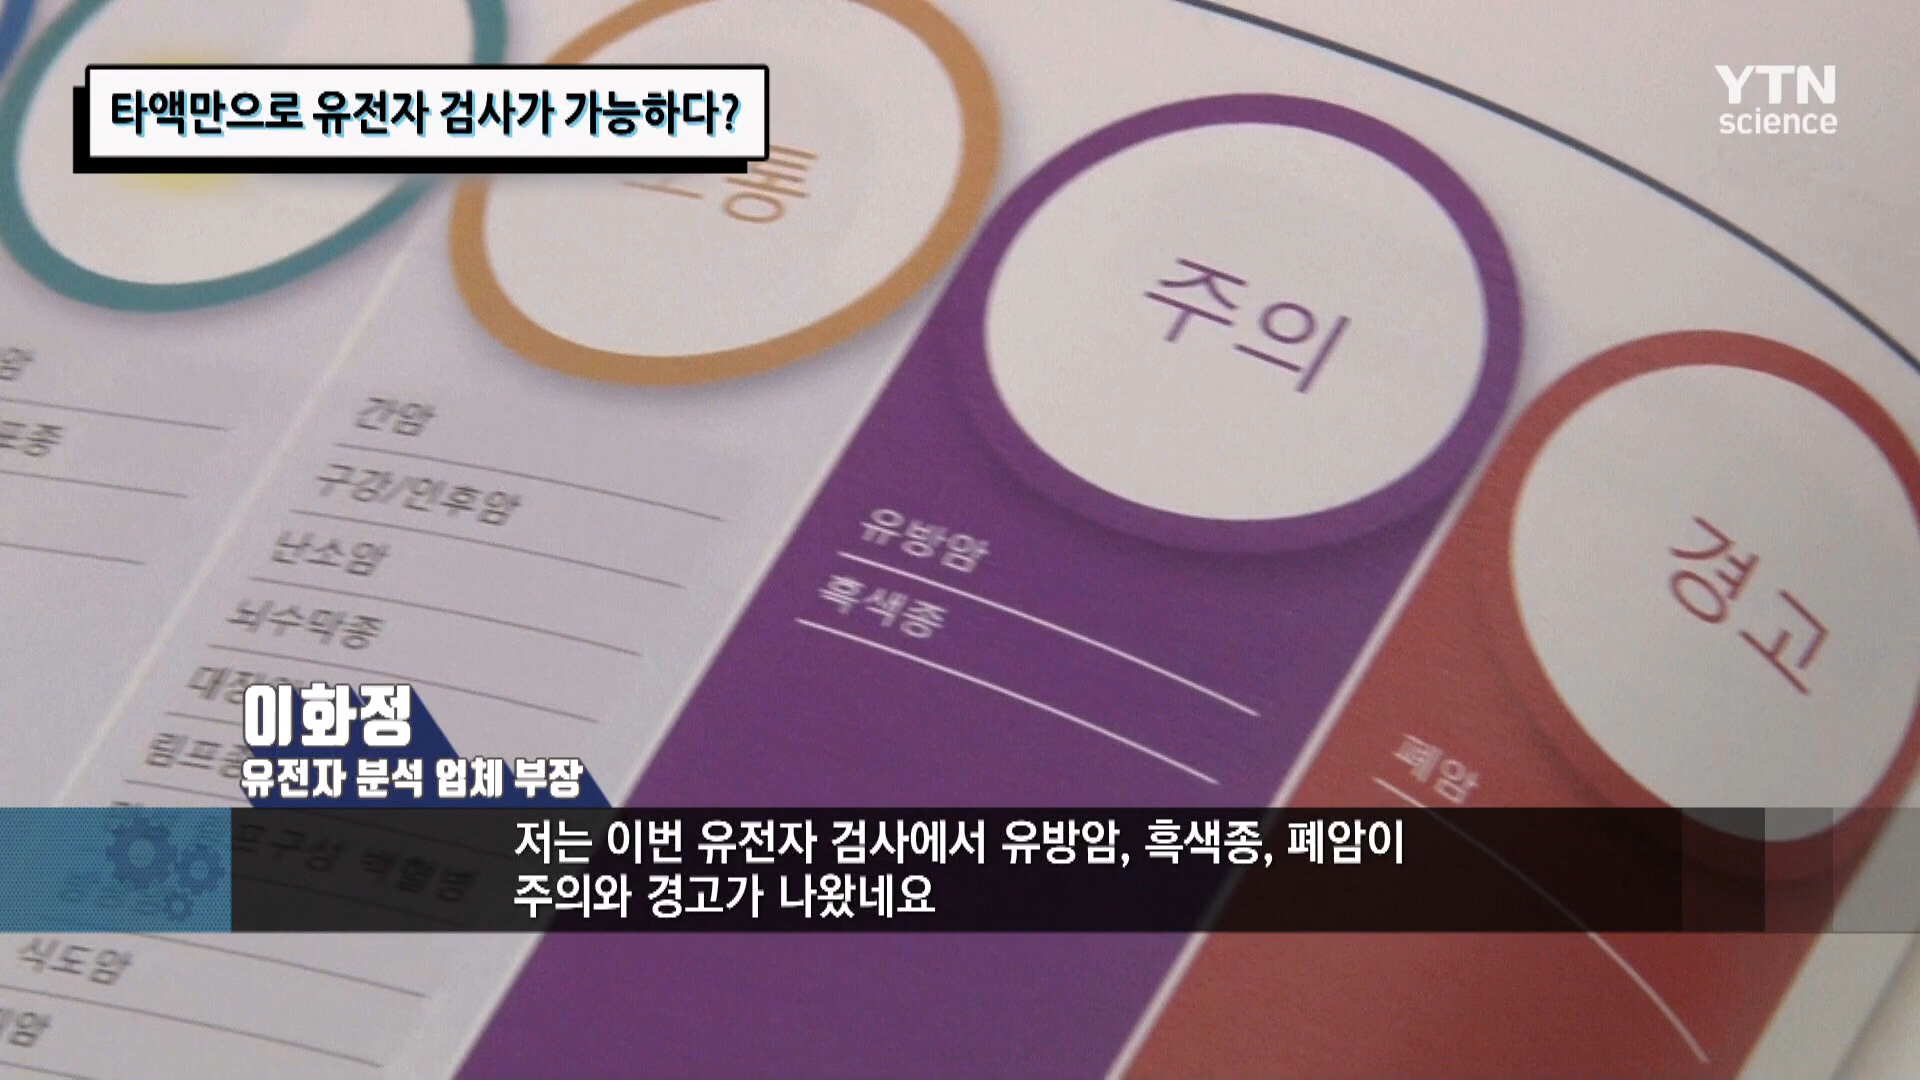 타액만으로 유전자 검사가 가능하다?
YTN
science
주의
경고
간암
구강/인후암
난소암
뇌수막종
유방암
흑색종
폐암
이화정
유전자 분석 업체 부장
저는 이번 유전자 검사에서 유방암, 흑색종, 폐암이
주의와 경고가 나왔네요
식도암